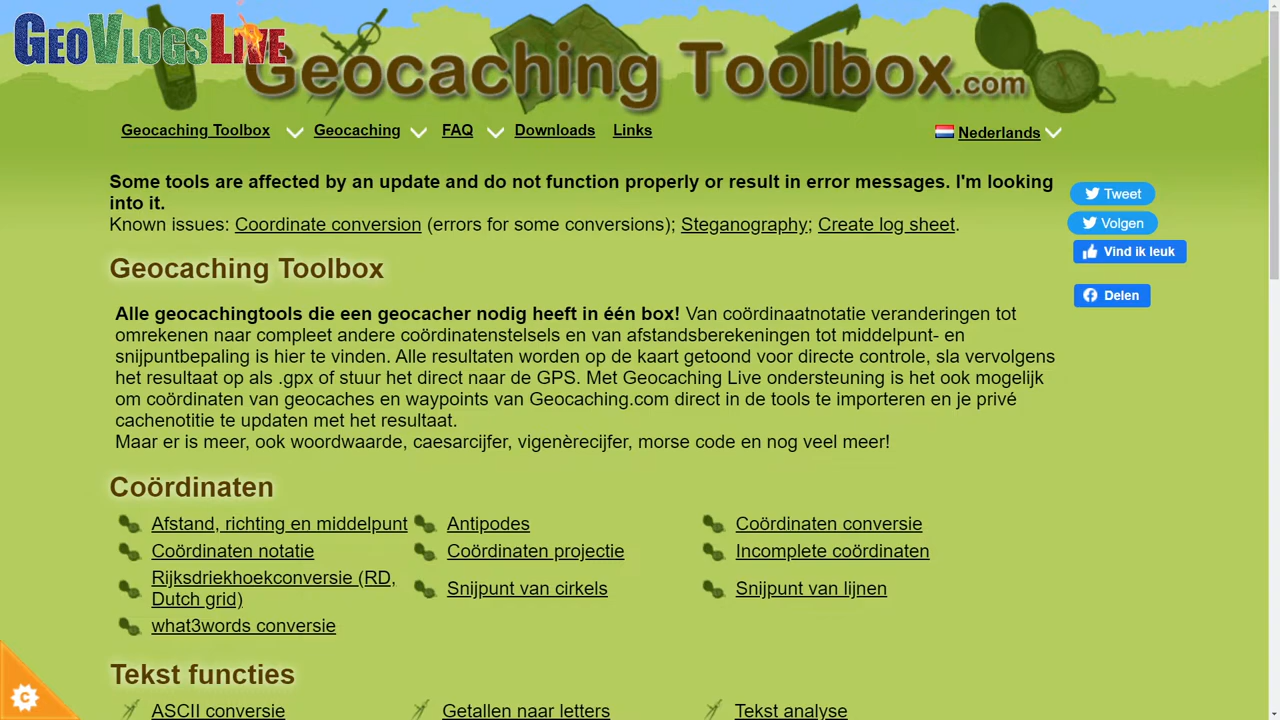 GeoVlogsLive
Geocaching Toolbox.com
Geocaching Toolbox Geocaching FAQ Downloads Links Nederlands
Some tools are affected by an update and do not function properly or result in error messages. I'm looking
into it.
Known issues: Coordinate conversion (errors for some conversions); Steganography; Create log sheet.
Tweet
Volgen
Vind ik leuk
Delen
Geocaching Toolbox
Alle geocachingtools die een geocacher nodig heeft in één box! Van coördinaatnotatie veranderingen tot
omrekenen naar compleet andere coördinatenstelsels en van afstandsberekeningen tot middelpunt- en
snijpuntbepaling is hier te vinden. Alle resultaten worden op de kaart getoond voor directe controle, sla vervolgens
het resultaat op als .gpx of stuur het direct naar de GPS. Met Geocaching Live ondersteuning is het ook mogelijk
om coördinaten van geocaches en waypoints van Geocaching.com direct in de tools te importeren en je privé
cachenotitie te updaten met het resultaat.
Maar er is meer, ook woordwaarde, caesarcijfer, vigenèrecijfer, morse code en nog veel meer!
Coördinaten
Afstand, richting en middelpunt Antipodes Coördinaten conversie
Coördinaten notatie Coördinaten projectie Incomplete coördinaten
Rijksdriekhoekconversie (RD,
Dutch grid) Snijpunt van cirkels Snijpunt van lijnen
what3words conversie
Tekst functies
ASCII conversie Getallen naar letters Tekst analyse
C